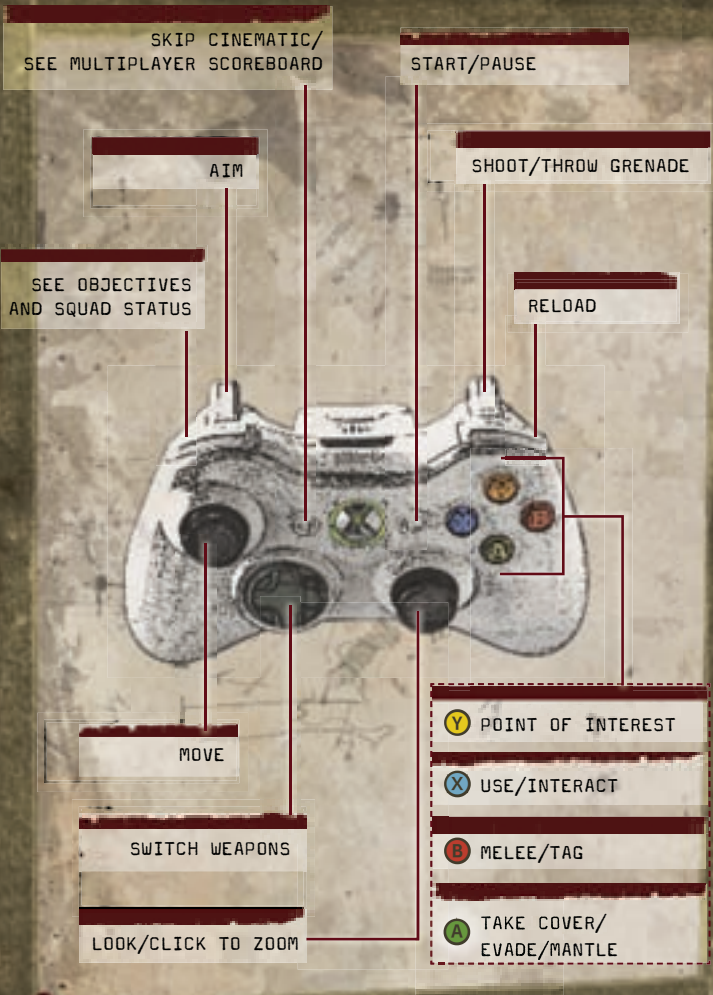 SKIP CINEMATIC/
SEE MULTIPLAYER SCOREBOARD
START/PAUSE
AIM
SHOOT/THROW GRENADE
SEE OBJECTIVES
AND SQUAD STATUS
RELOAD
Y
X
B
A
MOVE
Y POINT OF INTEREST
X USE/INTERACT
SWITCH WEAPONS
B MELEE/TAG
LOOK/CLICK TO ZOOM
A TAKE COVER/
EVADE/MANTLE